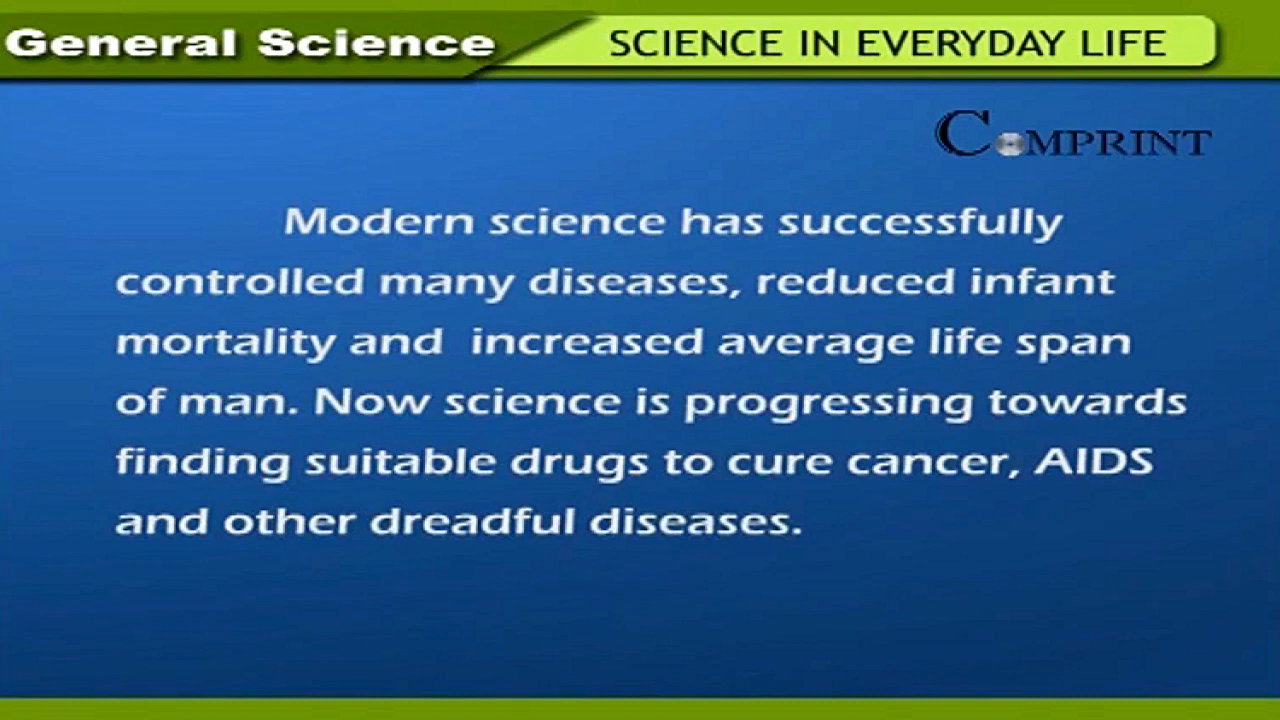 General Science
SCIENCE IN EVERYDAY LIFE
COMPRINT
Modern science has successfully
controlled many diseases, reduced infant
mortality and increased average life span
of man. Now science is progressing towards
finding suitable drugs to cure cancer, AIDS
and other dreadful diseases.